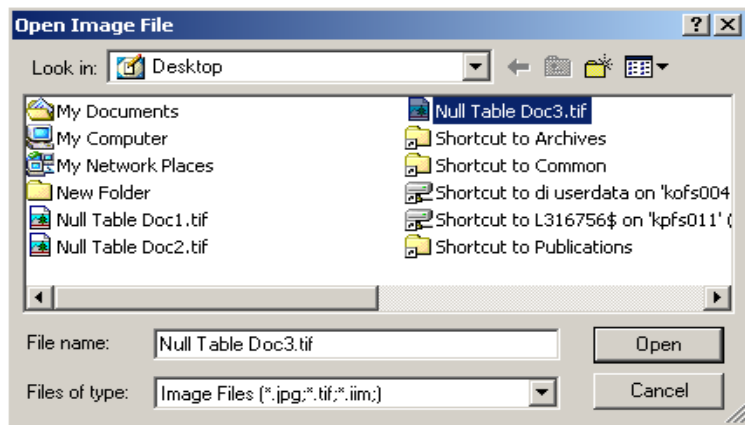 Open Image File
Look in: Desktop
My Documents
My Computer
My Network Places
New Folder
Null Table Doc1.tif
Null Table Doc2.tif
Null Table Doc3.tif
Shortcut to Archives
Shortcut to Common
Shortcut to di userdata on 'kofs004
Shortcut to L316756$ on 'kpfs011' (
Shortcut to Publications
File name: Null Table Doc3.tif Open
Files of type: Image Files (*.jpg;*.tif;*.iim;) Cancel